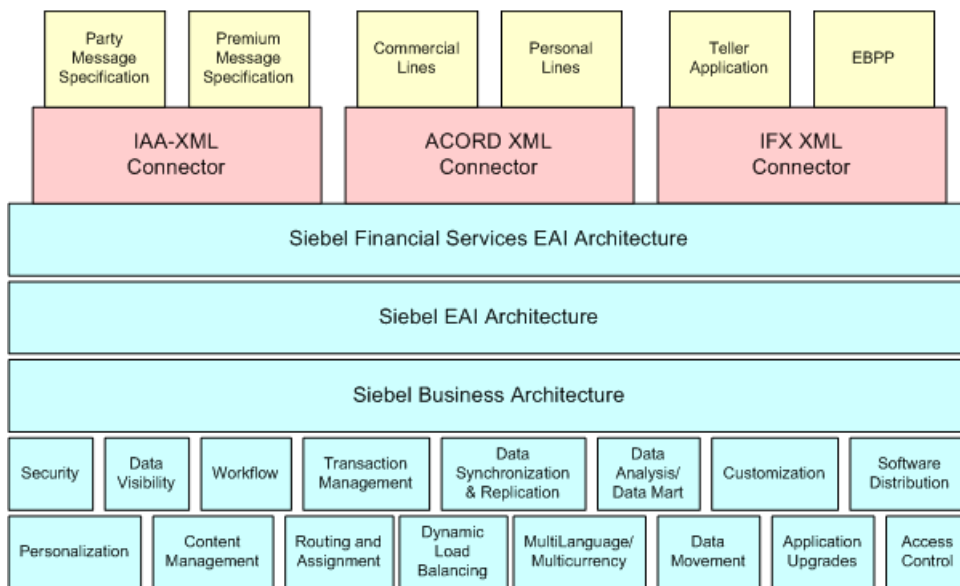 Party
Message
Specification
Premium
Message
Specification
Commercial
Lines
Personal
Lines
Teller
Application
EBPP
IAA-XML
Connector
ACORD XML
Connector
IFX XML
Connector
Siebel Financial Services EAI Architecture
Siebel EAI Architecture
Siebel Business Architecture
Security
Data
Visibility
Workflow
Transaction
Management
Data
Synchronization
& Replication
Data
Analysis/
Data Mart
Customization
Software
Distribution
Personalization
Content
Management
Routing and
Assignment
Dynamic
Load
Balancing
MultiLanguage/
Multicurrency
Data
Movement
Application
Upgrades
Access
Control